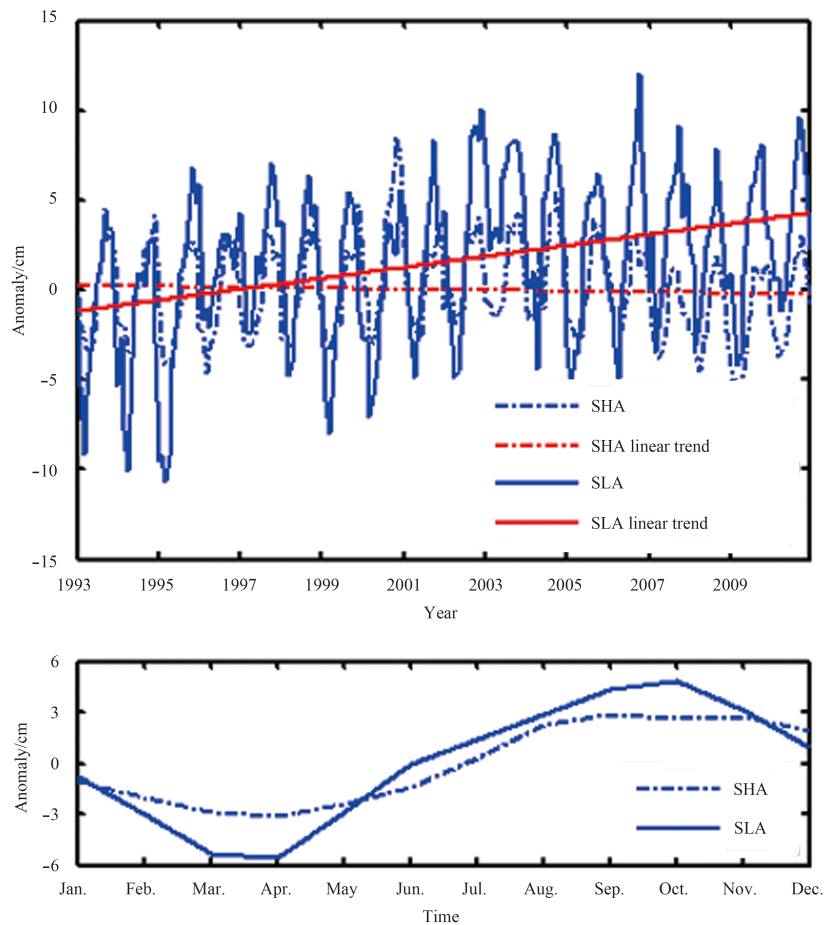 15
10
5
0
−5
−10
−15
Anomaly/cm
SHA
SHA linear trend
SLA
SLA linear trend
1993 1995 1997 1999 2001 2003 2005 2007 2009
Year
6
3
0
−3
−6
Anomaly/cm
SHA
SLA
Jan. Feb. Mar. Apr. May Jun. Jul. Aug. Sep. Oct. Nov. Dec.
Time